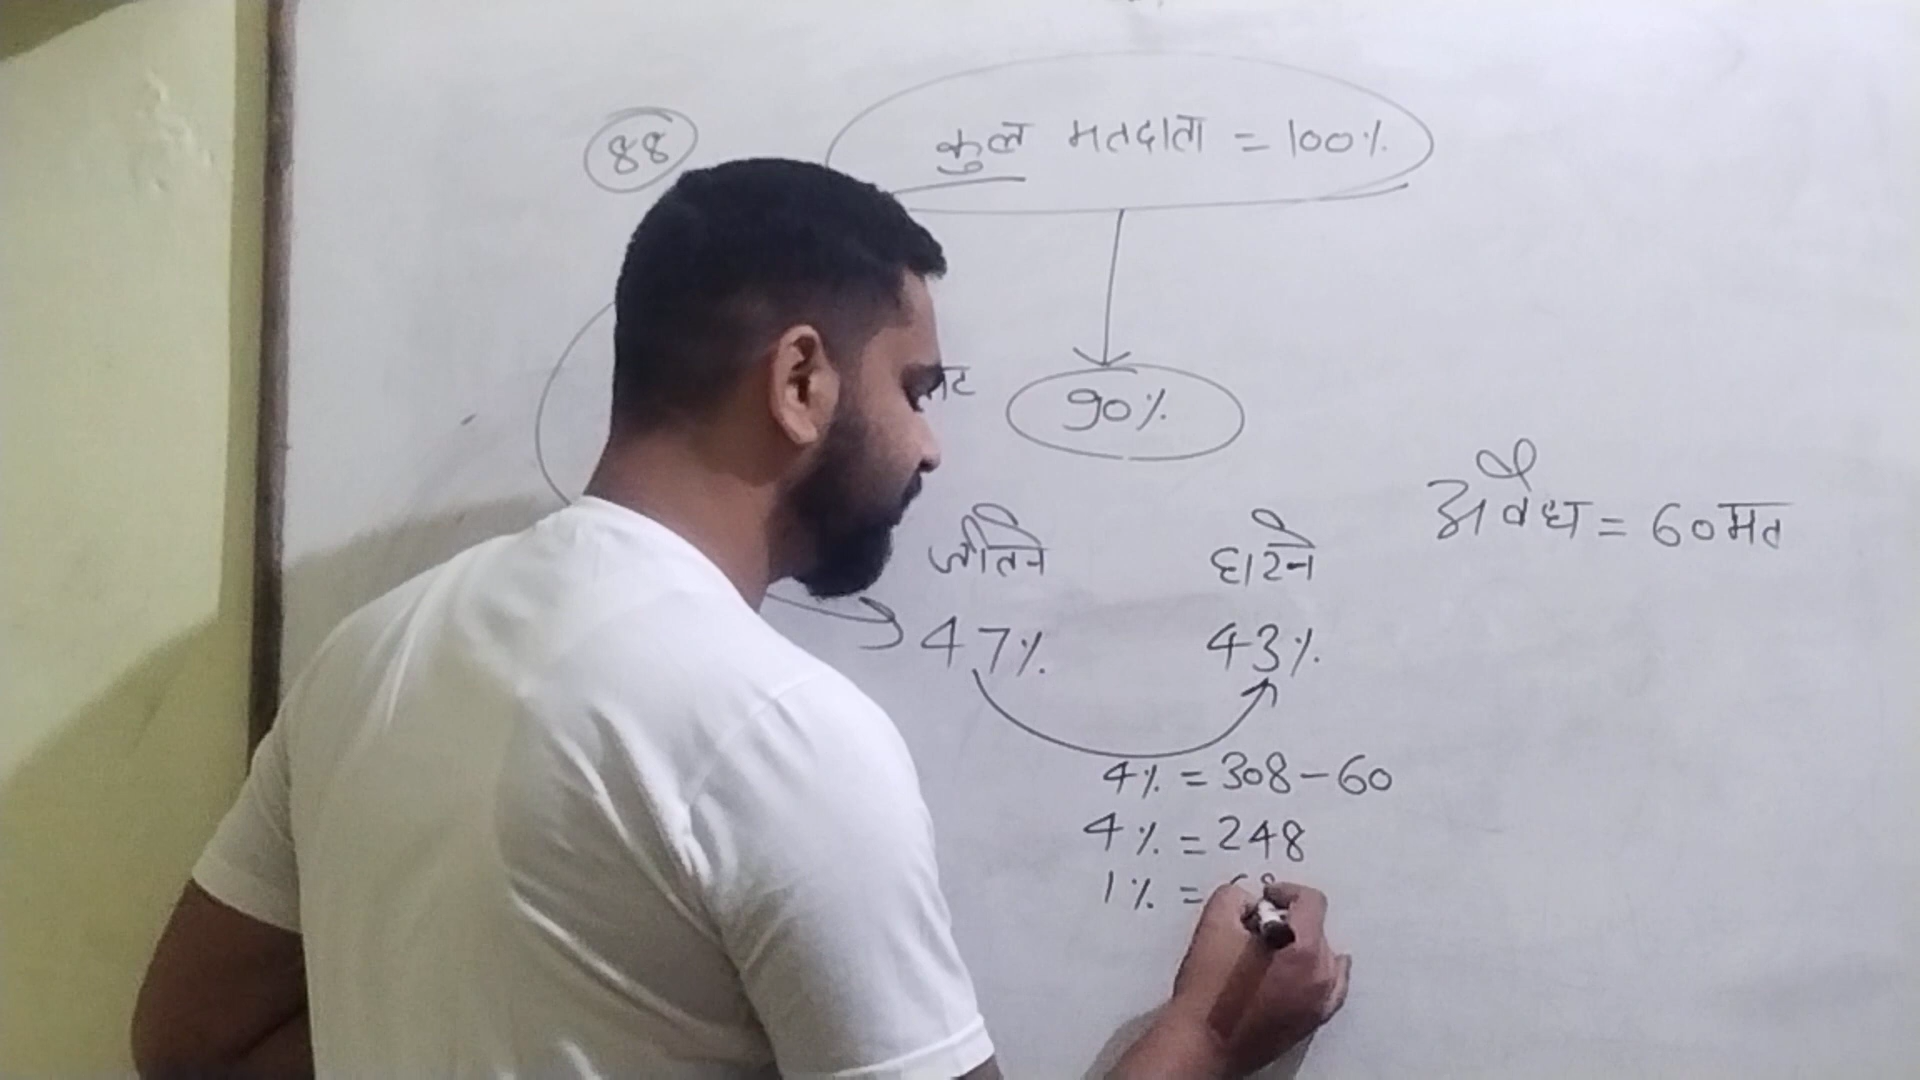 88
कुल मतदाता = 100%
90%
अवैध = 60 मत
जीतने हारने
47% 43%
4% = 308 - 60
4% = 248
1% =